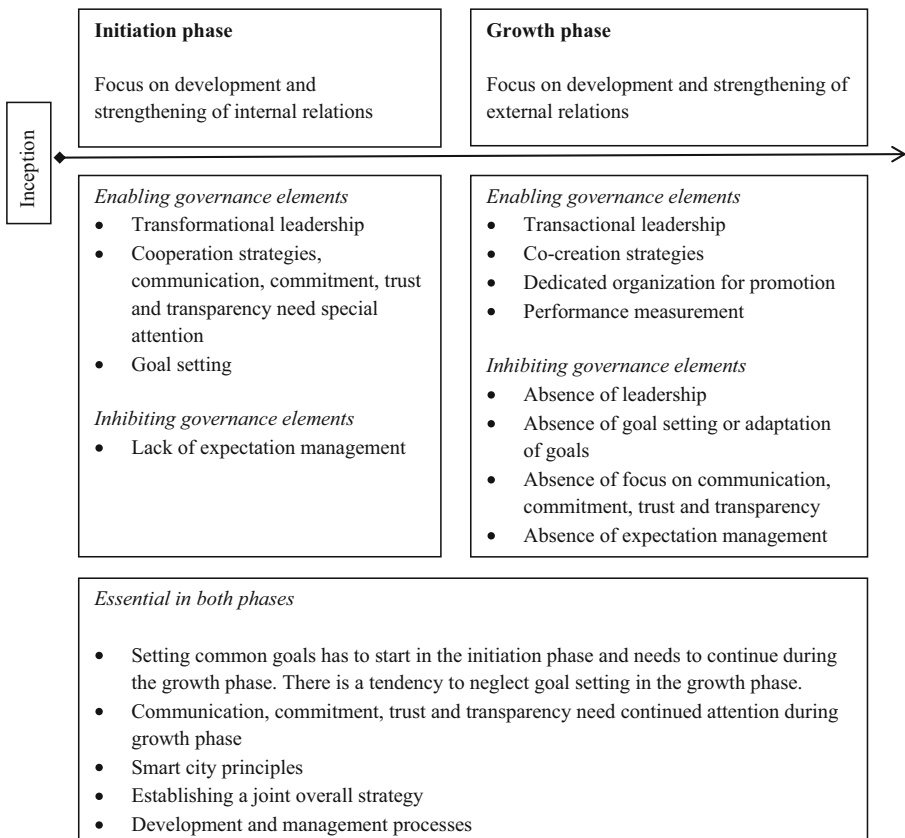 Initiation phase
Focus on development and
strengthening of internal relations
Growth phase
Focus on development and strengthening of
external relations
Inception
Enabling governance elements
• Transformational leadership
• Cooperation strategies,
communication, commitment, trust
and transparency need special
attention
• Goal setting
Inhibiting governance elements
• Lack of expectation management
Enabling governance elements
• Transactional leadership
• Co-creation strategies
• Dedicated organization for promotion
• Performance measurement
Inhibiting governance elements
• Absence of leadership
• Absence of goal setting or adaptation
of goals
• Absence of focus on communication,
commitment, trust and transparency
• Absence of expectation management
Essential in both phases
• Setting common goals has to start in the initiation phase and needs to continue during
the growth phase. There is a tendency to neglect goal setting in the growth phase.
• Communication, commitment, trust and transparency need continued attention during
growth phase
• Smart city principles
• Establishing a joint overall strategy
• Development and management processes